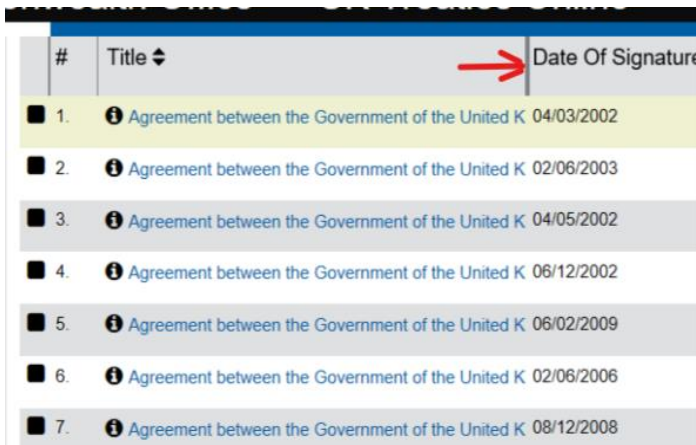 # Title Date Of Signature
1. Agreement between the Government of the United K 04/03/2002
2. Agreement between the Government of the United K 02/06/2003
3. Agreement between the Government of the United K 04/05/2002
4. Agreement between the Government of the United K 06/12/2002
5. Agreement between the Government of the United K 06/02/2009
6. Agreement between the Government of the United K 02/06/2006
7. Agreement between the Government of the United K 08/12/2008